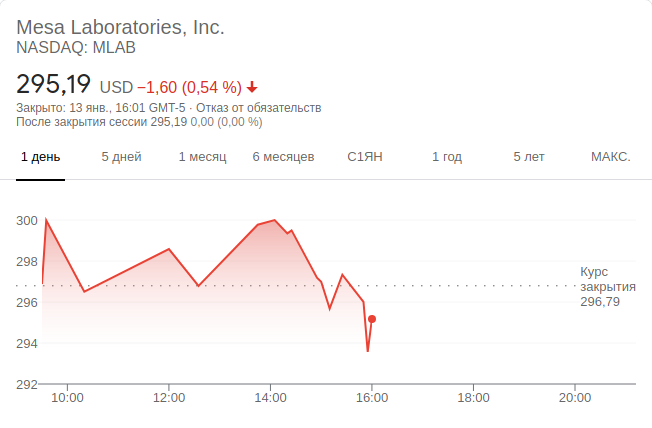 Mesa Laboratories, Inc.
NASDAQ: MLAB
295,19 USD −1,60 (0,54 %)
Закрыто: 13 янв., 16:01 GMT-5 · Отказ от обязательств
После закрытия сессии 295,19 0,00 (0,00 %)
1 день 5 дней 1 месяц 6 месяцев С1ЯН 1 год 5 лет МАКС.
300
298
Курс
закрытия
296,79
296
294
292
10:00 12:00 14:00 16:00 18:00 20:00